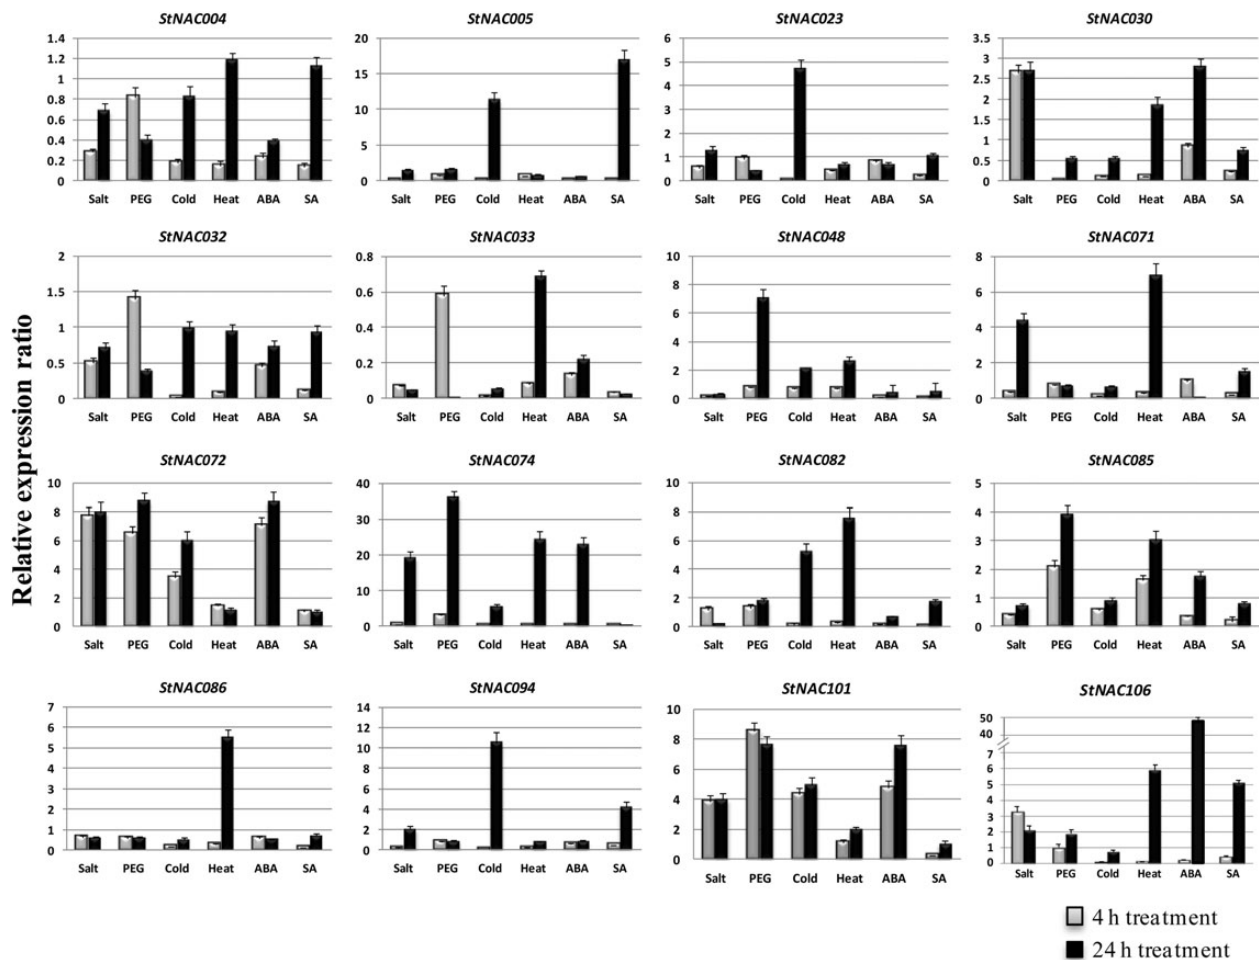 StNAC004 StNAC005 StNAC023 StNAC030
1.4 20 6 3.5
1.2 15 5 3
1 10 4 2.5
0.8 5 3 2
0.6 0 2 1.5
0.4 1 1
0.2 0 0.5
0 0
Salt PEG Cold Heat ABA SA Salt PEG Cold Heat ABA SA Salt PEG Cold Heat ABA SA Salt PEG Cold Heat ABA SA
StNAC032 StNAC033 StNAC048 StNAC071
2 0.8 10 8
1.5 0.6 8 6
1 0.4 6 4
0.5 0.2 4 2
0 0 2 0
0
Salt PEG Cold Heat ABA SA Salt PEG Cold Heat ABA SA Salt PEG Cold Heat ABA SA Salt PEG Cold Heat ABA SA
Relative expression ratio
StNAC072 StNAC074 StNAC082 StNAC085
10 40 10 5
8 30 8 4
6 20 6 3
4 10 4 2
2 0 2 1
0 0 0
Salt PEG Cold Heat ABA SA Salt PEG Cold Heat ABA SA Salt PEG Cold Heat ABA SA Salt PEG Cold Heat ABA SA
StNAC086 StNAC094 StNAC101 StNAC106
7 14 10 50
6 12 8 40
5 10 6 7
4 8 4 6
3 6 2 5
2 4 0 4
1 2 3
0 0 2
1
0
Salt PEG Cold Heat ABA SA Salt PEG Cold Heat ABA SA Salt PEG Cold Heat ABA SA Salt PEG Cold Heat ABA SA
4 h treatment
24 h treatment